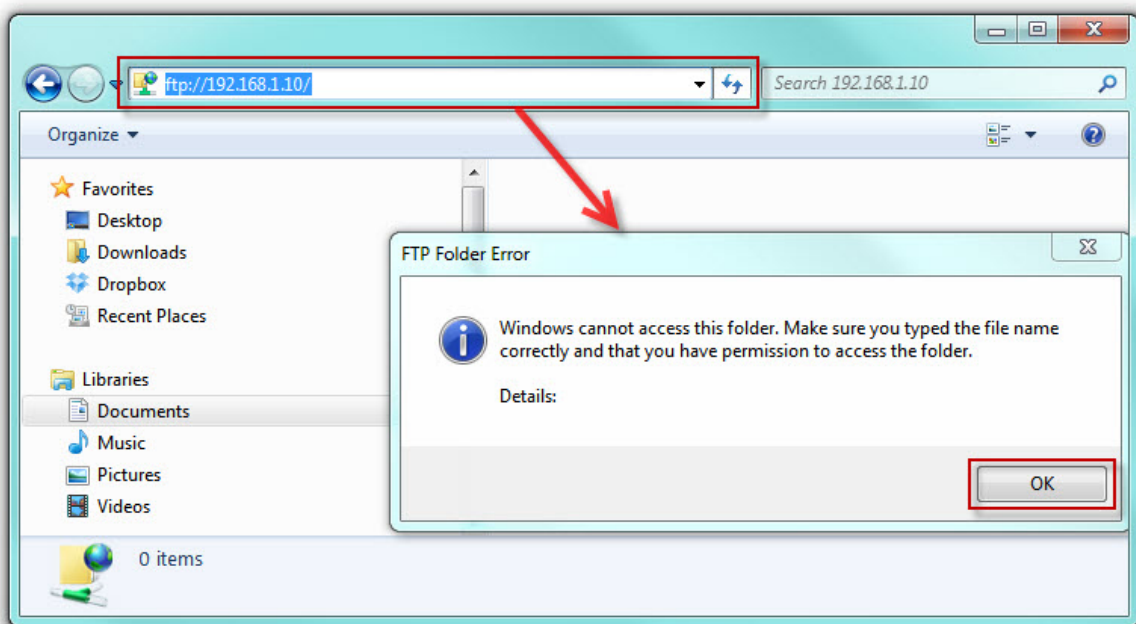 ftp://192.168.1.10/
Search 192.168.1.10
Organize
Favorites
Desktop
Downloads
Dropbox
Recent Places
Libraries
Documents
Music
Pictures
Videos
FTP Folder Error
Windows cannot access this folder. Make sure you typed the file name
correctly and that you have permission to access the folder.
Details:
OK
0 items